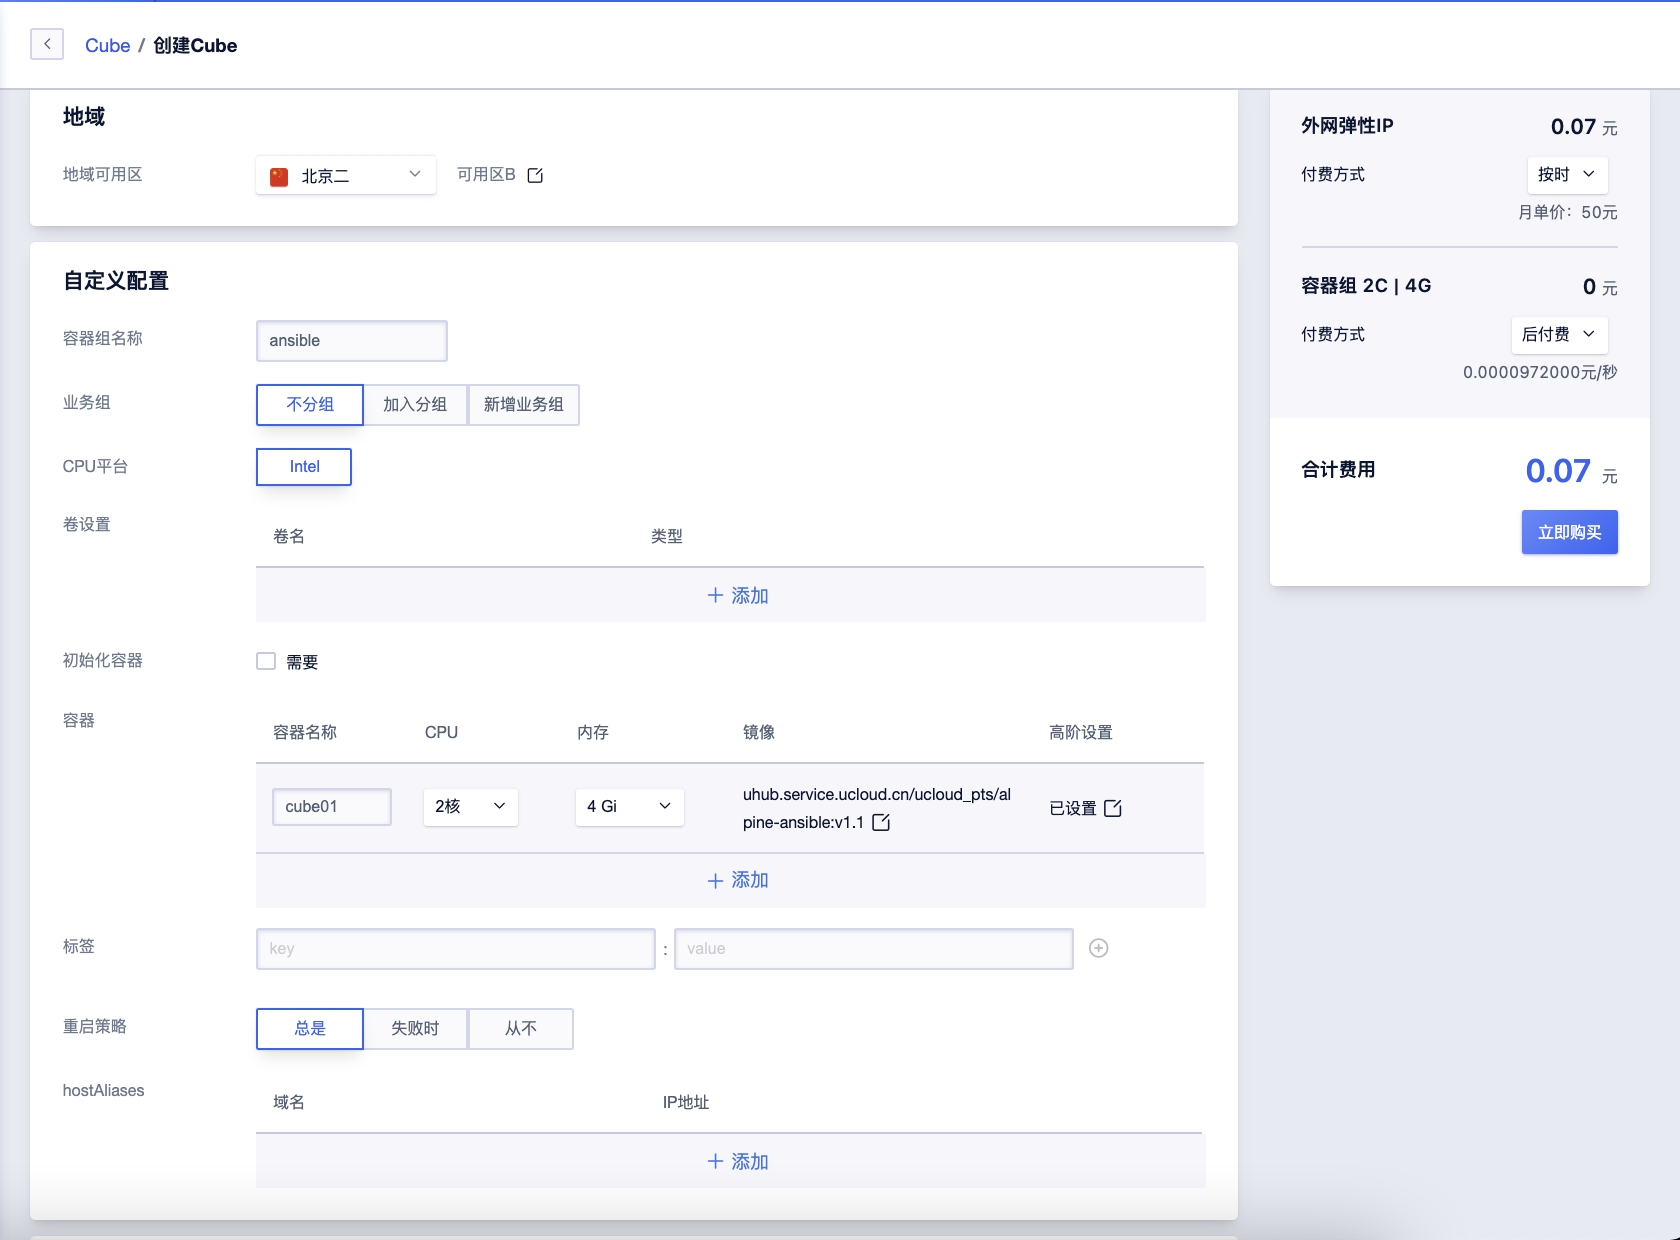 Cube / 创建Cube
地域
地域可用区
北京二
可用区B
自定义配置
容器组名称
ansible
业务组
不分组
加入分组
新增业务组
CPU平台
Intel
卷设置
卷名
类型
添加
初始化容器
需要
容器
容器名称
CPU
内存
镜像
高阶设置
cube01
2核
4 Gi
uhub.service.ucloud.cn/ucloud_pts/al
pine-ansible:v1.1
已设置
添加
标签
key
:
value
重启策略
总是
失败时
从不
hostAliases
域名
IP地址
添加
外网弹性IP
0.07 元
付费方式
按时
月单价：50元
容器组 2C | 4G
0 元
付费方式
后付费
0.0000972000元/秒
合计费用
0.07 元
立即购买